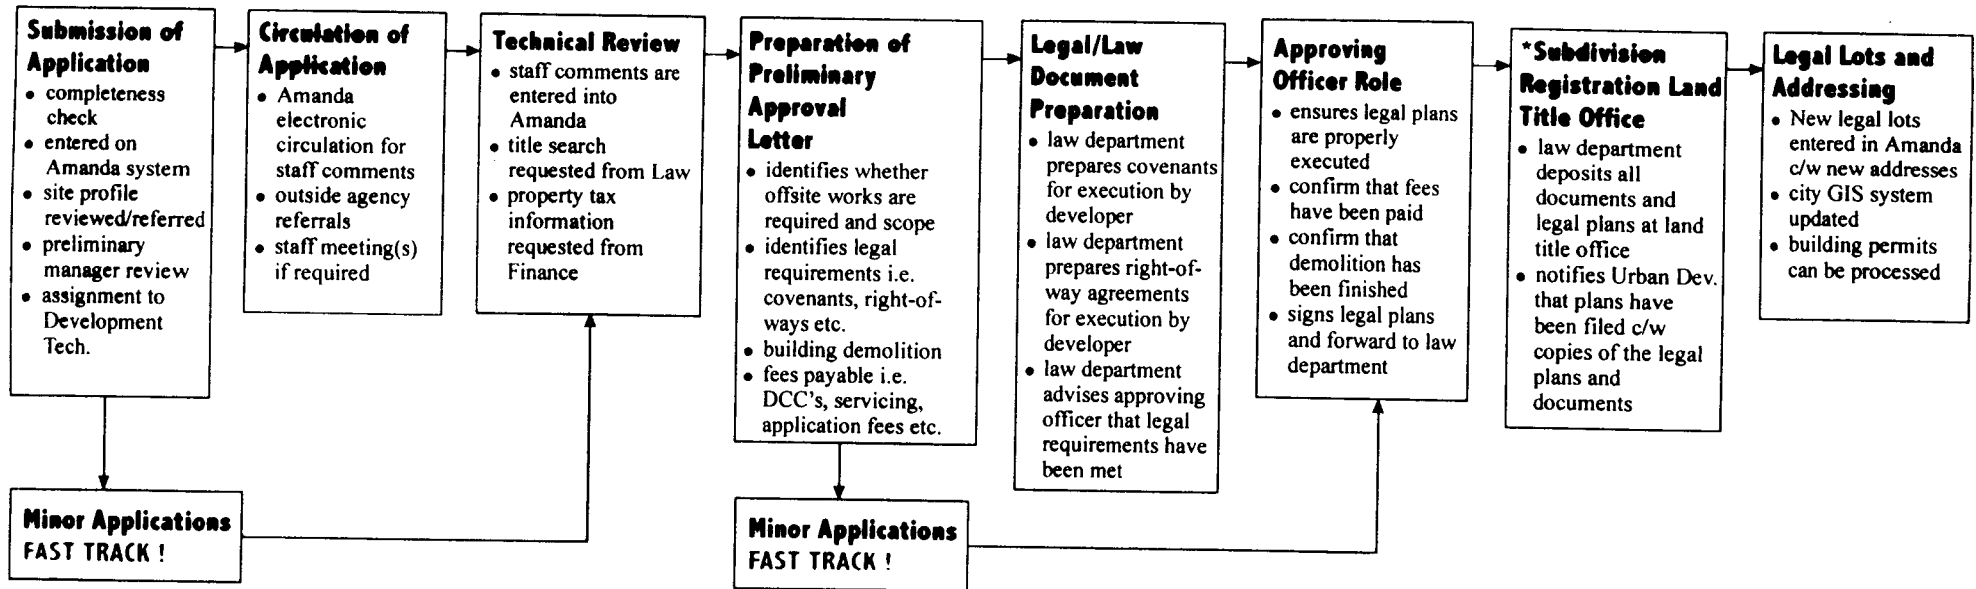 Submission of
Application
• completeness
check
• entered on
Amanda system
• site profile
reviewed/referred
• preliminary
manager review
• assignment to
Development
Tech.
Circulation of
Application
• Amanda
electronic
circulation for
staff comments
• outside agency
referrals
• staff meeting(s)
if required
Technical Review
• staff comments are
entered into
Amanda
• title search
requested from Law
• property tax
information
requested from
Finance
Preparation of
Preliminary
Approval
Letter
• identifies whether
offsite works are
required and scope
• identifies legal
requirements i.e.
covenants, right-of-
ways etc.
• building demolition
• fees payable i.e.
DCC's, servicing,
application fees etc.
Legal/Law
Document
Preparation
• law department
prepares covenants
for execution by
developer
• law department
prepares right-of-
way agreements
for execution by
developer
• law department
advises approving
officer that legal
requirements have
been met
Approving
Officer Role
• ensures legal plans
are properly
executed
• confirm that fees
have been paid
• confirm that
demolition has
been finished
• signs legal plans
and forward to law
department
*Subdivision
Registration Land
Title Office
• law department
deposits all
documents and
legal plans at land
title office
• notifies Urban Dev.
that plans have
been filed c/w
copies of the legal
plans and
documents
Legal Lots and
Addressing
• New legal lots
entered in Amanda
c/w new addresses
• city GIS system
updated
• building permits
can be processed
Minor Applications
FAST TRACK !
Minor Applications
FAST TRACK !